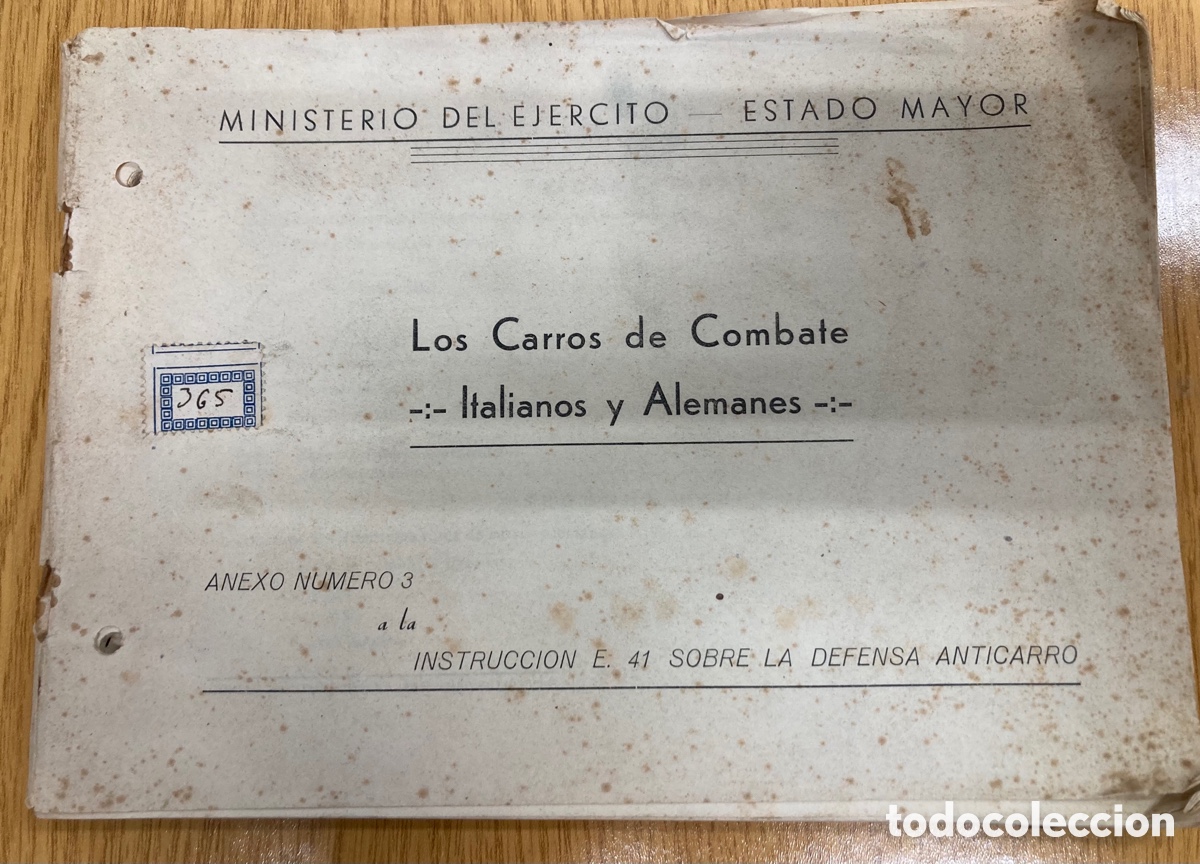 MINISTERIO DEL EJERCITO — ESTADO MAYOR
Los Carros de Combate
-:- Italianos y Alemanes -:-
365
ANEXO NUMERO 3
a la
INSTRUCCION E. 41 SOBRE LA DEFENSA ANTICARRO
todocoleccion